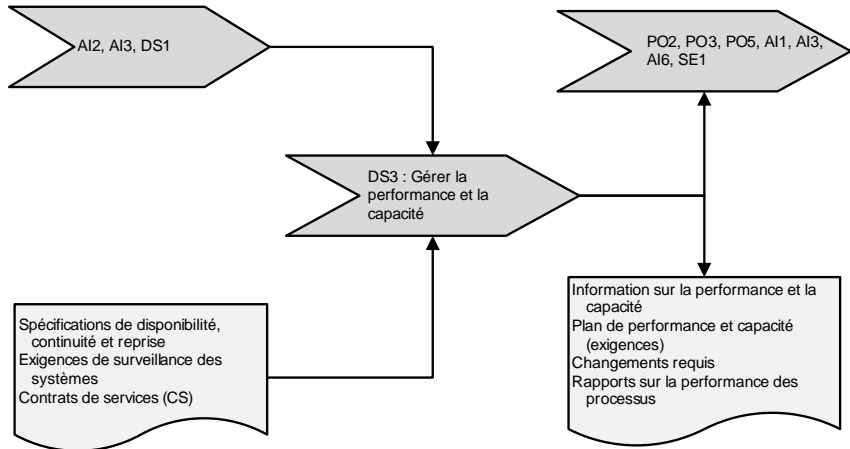 AI2, AI3, DS1
PO2, PO3, PO5, AI1, AI3,
AI6, SE1
DS3 : Gérer la
performance et la
capacité
Spécifications de disponibilité,
continuité et reprise
Exigences de surveillance des
systèmes
Contrats de services (CS)
Information sur la performance et la
capacité
Plan de performance et capacité
(exigences)
Changements requis
Rapports sur la performance des
processus